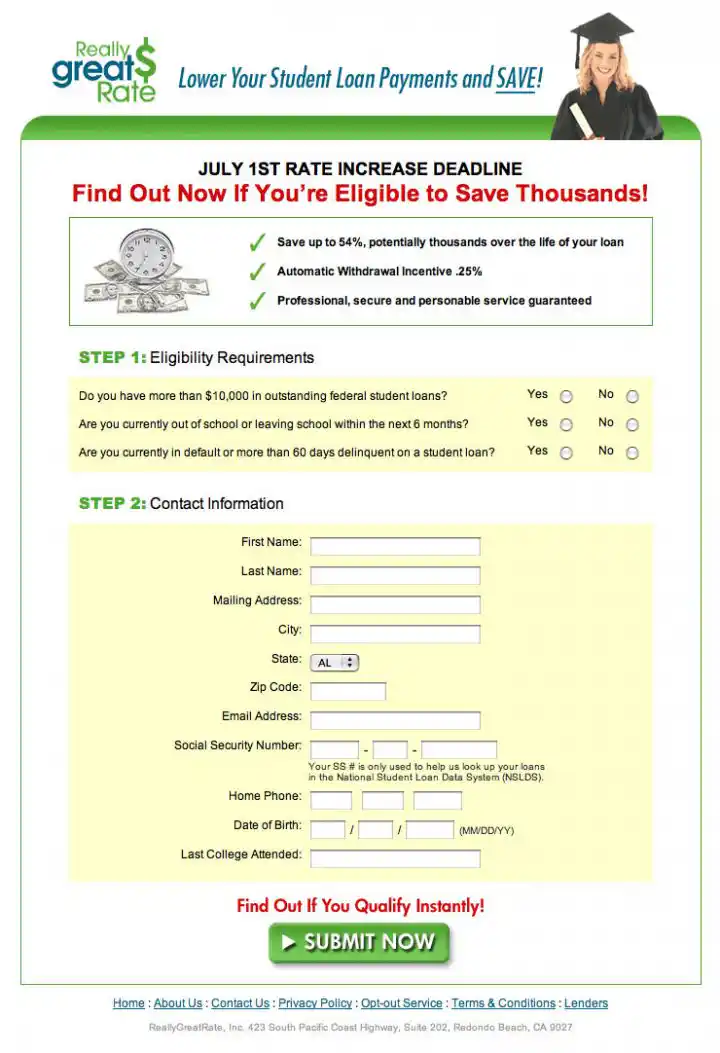 Really
great$
Rate
Lower Your Student Loan Payments and SAVE!
JULY 1ST RATE INCREASE DEADLINE
Find Out Now If You're Eligible to Save Thousands!
Save up to 54%, potentially thousands over the life of your loan
Automatic Withdrawal Incentive .25%
Professional, secure and personable service guaranteed
STEP 1: Eligibility Requirements
Do you have more than $10,000 in outstanding federal student loans? Yes No
Are you currently out of school or leaving school within the next 6 months? Yes No
Are you currently in default or more than 60 days delinquent on a student loan? Yes No
STEP 2: Contact Information
First Name:
Last Name:
Mailing Address:
City:
State: AL
Zip Code:
Email Address:
Social Security Number: - -
Your SS # is only used to help us look up your loans
in the National Student Loan Data System (NSLDS).
Home Phone:
Date of Birth: / / (MM/DD/YY)
Last College Attended:
Find Out If You Qualify Instantly!
SUBMIT NOW
Home : About Us : Contact Us : Privacy Policy : Opt-out Service : Terms & Conditions : Lenders
ReallyGreatRate, Inc. 423 South Pacific Coast Highway, Suite 202, Redondo Beach, CA 9027